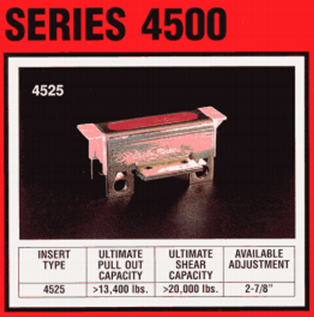 SERIES 4500
4525
INSERT TYPE | ULTIMATE PULL OUT CAPACITY | ULTIMATE SHEAR CAPACITY | AVAILABLE ADJUSTMENT
4525 | >13,400 lbs. | >20,000 lbs. | 2-7/8"